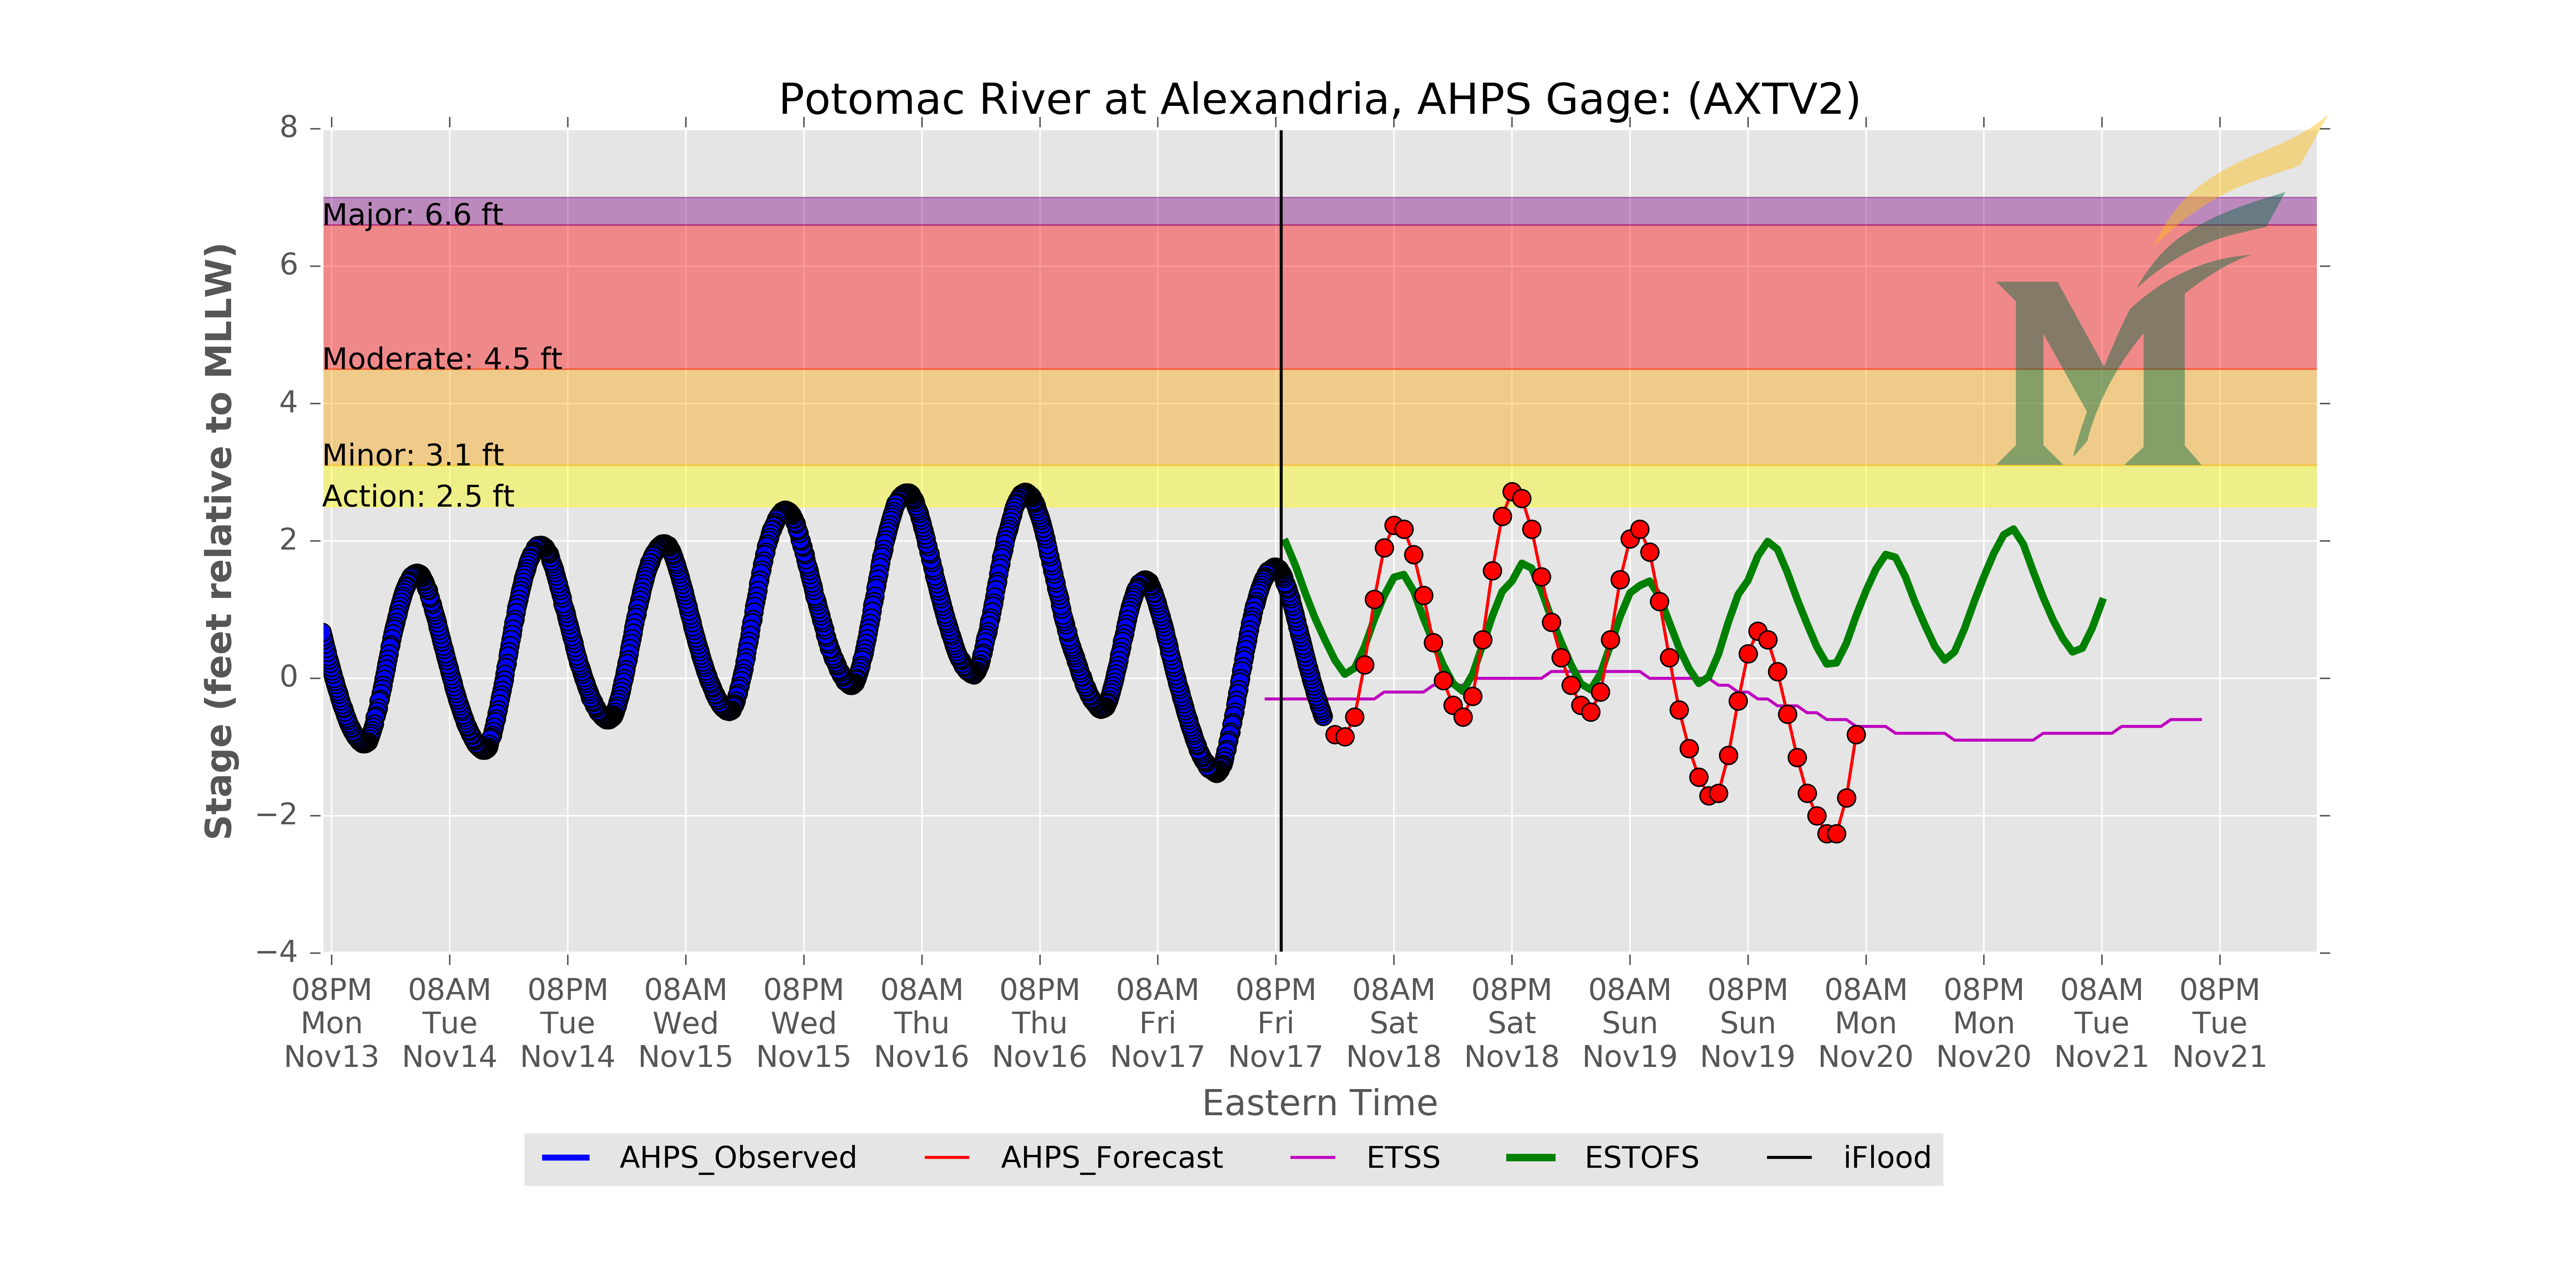 Potomac River at Alexandria, AHPS Gage: (AXTV2)
8
6
4
2
0
−2
−4
Stage (feet relative to MLLW)
Major: 6.6 ft
Moderate: 4.5 ft
Minor: 3.1 ft
Action: 2.5 ft
M
08PM 08AM 08PM 08AM 08PM 08AM 08PM 08AM 08PM 08AM 08PM 08AM 08PM 08AM 08PM 08AM 08PM
Mon Tue Tue Wed Wed Thu Thu Fri Fri Sat Sat Sun Sun Mon Mon Tue Tue
Nov13 Nov14 Nov14 Nov15 Nov15 Nov16 Nov16 Nov17 Nov17 Nov18 Nov18 Nov19 Nov19 Nov20 Nov20 Nov21 Nov21
Eastern Time
AHPS_Observed AHPS_Forecast ETSS ESTOFS iFlood